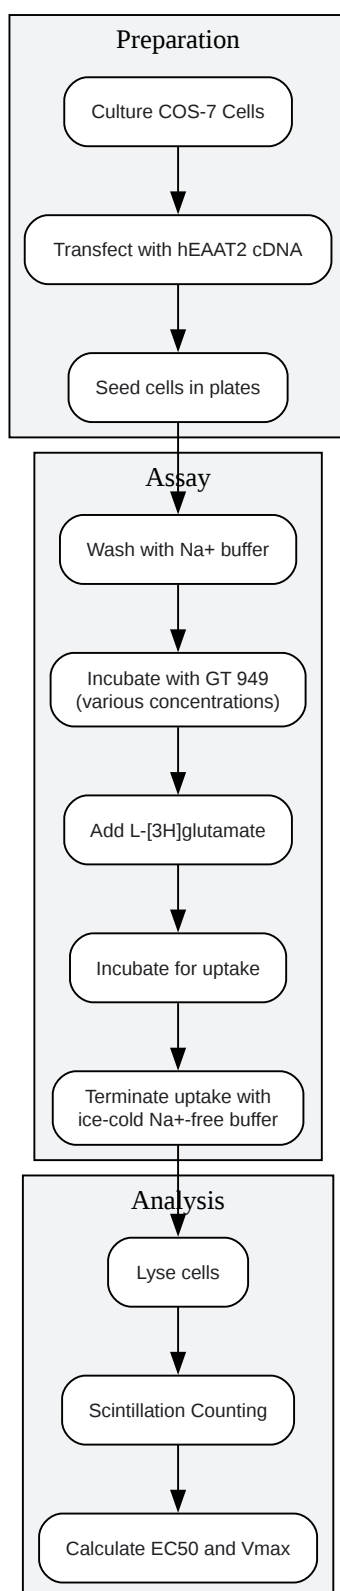 Preparation
Culture COS-7 Cells
Transfect with hEAAT2 cDNA
Seed cells in plates
Assay
Wash with Na+ buffer
Incubate with GT 949
(various concentrations)
Add L-[3H]glutamate
Incubate for uptake
Terminate uptake with
ice-cold Na+-free buffer
Analysis
Lyse cells
Scintillation Counting
Calculate EC50 and Vmax